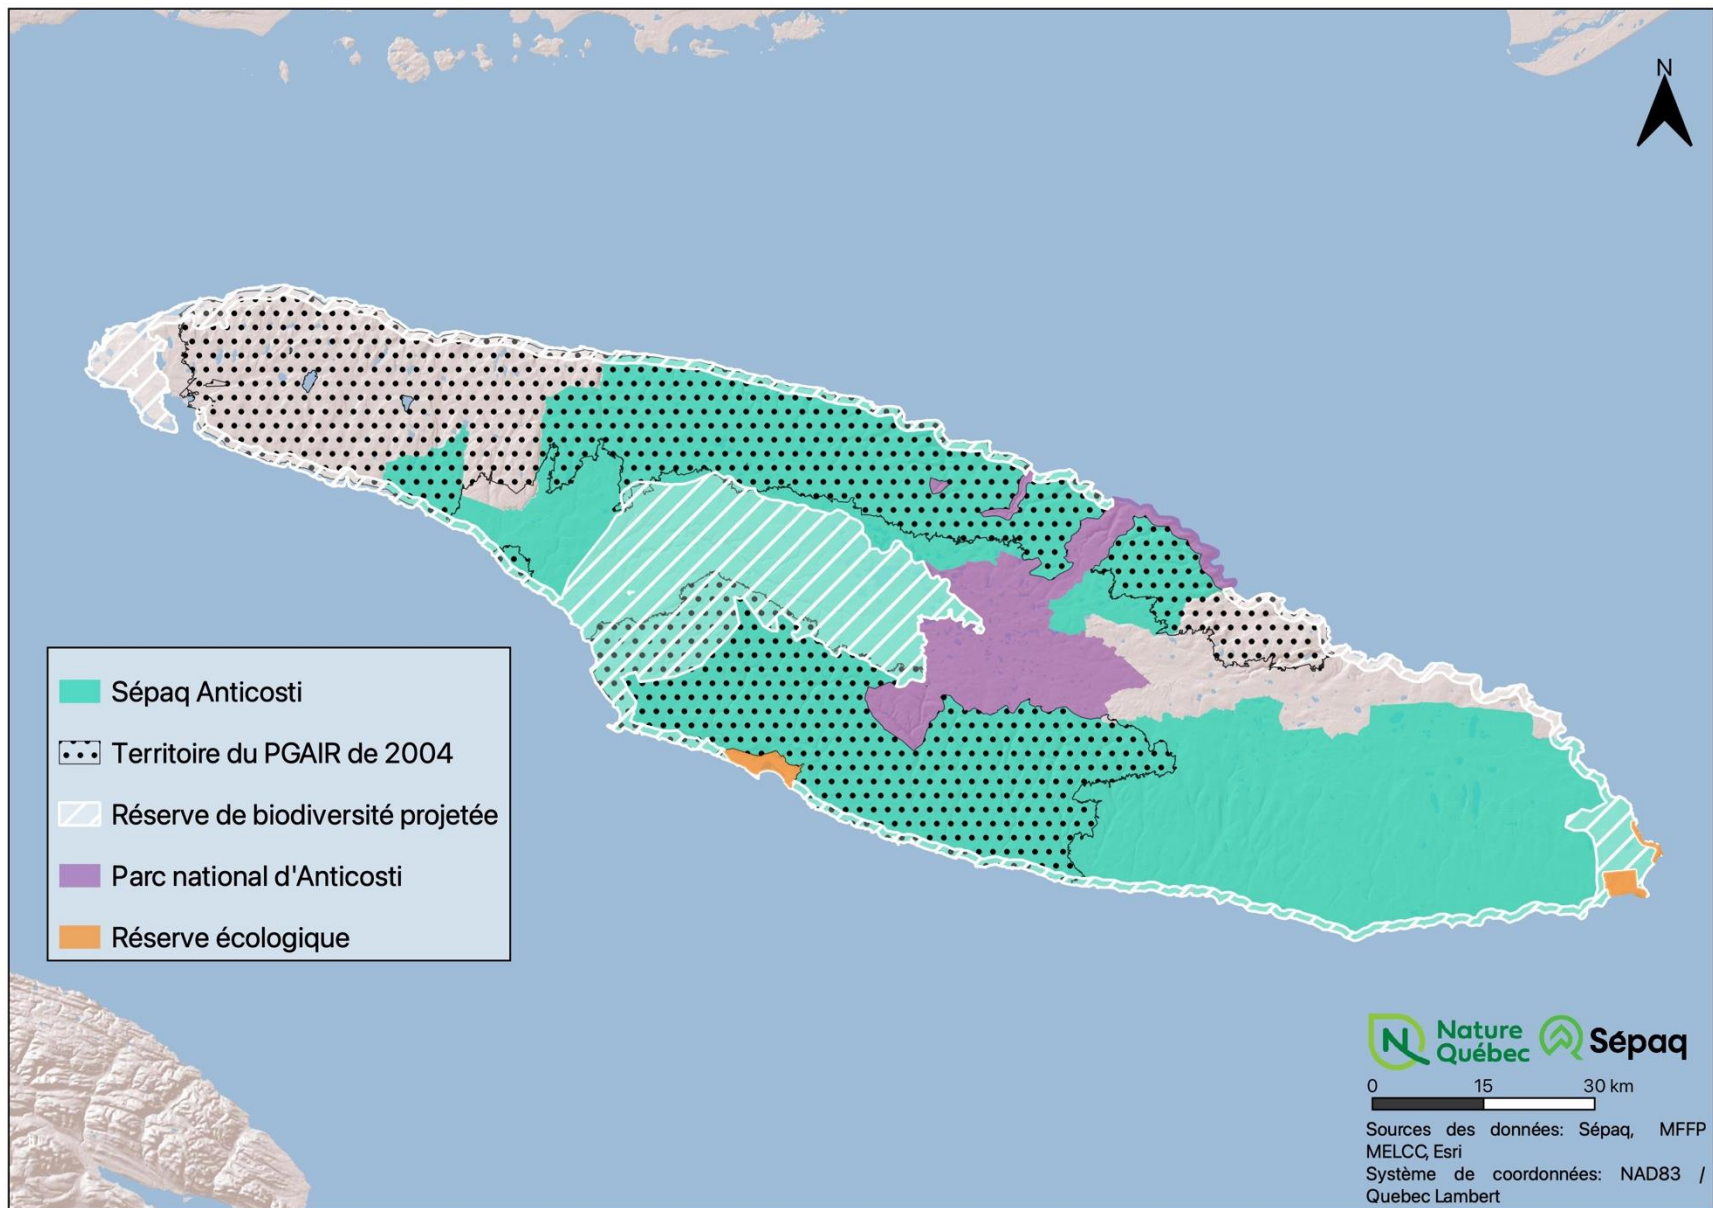 N
Sépaq Anticosti
Territoire du PGAIR de 2004
Réserve de biodiversité projetée
Parc national d'Anticosti
Réserve écologique
N Nature
Québec
Sépaq
0 15 30 km
Sources des données: Sépaq, MFFP
MELCC, Esri
Système de coordonnées: NAD83 /
Quebec Lambert